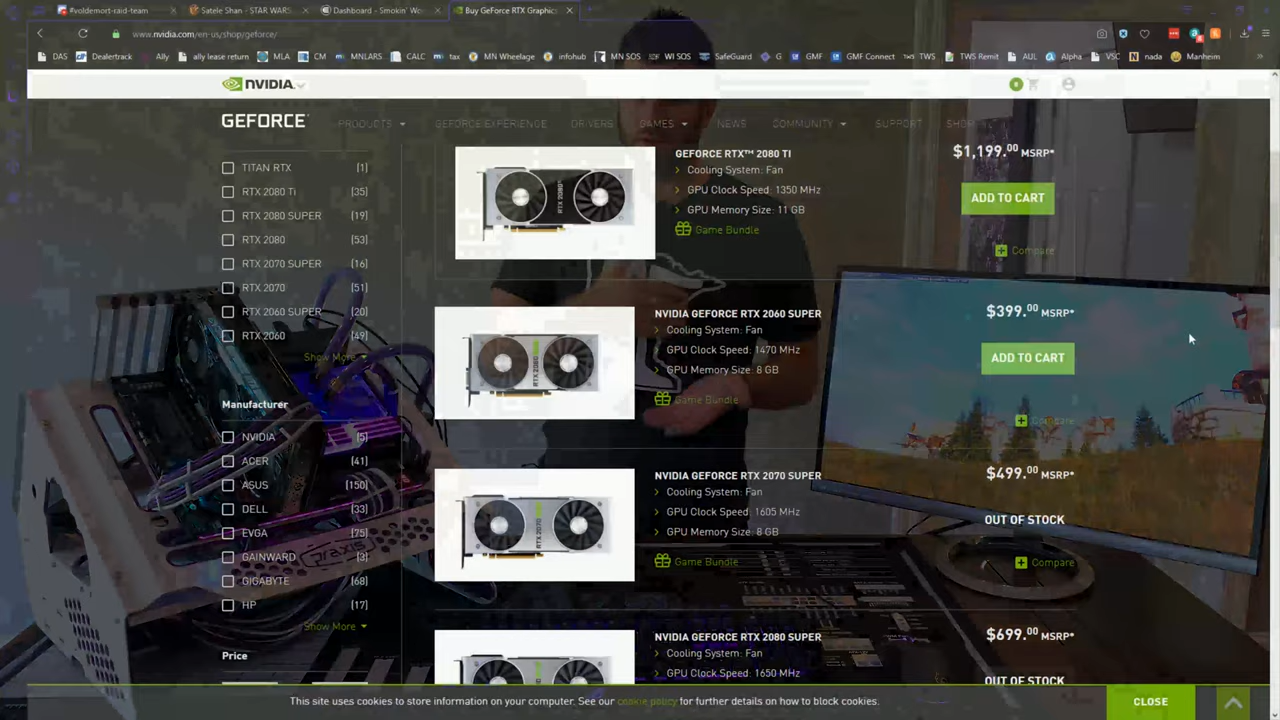 #voldemort-raid-team
Satele Shan - STAR WARS
Dashboard - Smokin' Wo
Buy GeForce RTX Graphics
www.nvidia.com/en-us/shop/geforce/
DAS Dealertrack Ally ally lease return CM MLA CM MNLARS CALC tax MN Wheelage infohub MN SOS WI SOS SafeGuard G GMF GMF Connect TWS TWS Remit AUL Alpha VSC nada Manheim
NVIDIA.
0
GEFORCE
PRODUCTS GEFORCE EXPERIENCE DRIVERS GAMES NEWS COMMUNITY SUPPORT SHOP
TITAN RTX (1)
RTX 2080 Ti (35)
RTX 2080 SUPER (19)
RTX 2080 (53)
RTX 2070 SUPER (16)
RTX 2070 (51)
RTX 2060 SUPER (20)
RTX 2060 (49)
Show More
Manufacturer
NVIDIA (5)
ACER (41)
ASUS (150)
DELL (33)
EVGA (75)
GAINWARD (3)
GIGABYTE (68)
HP (17)
Show More
Price
GEFORCE RTX™ 2080 TI
Cooling System: Fan
GPU Clock Speed: 1350 MHz
GPU Memory Size: 11 GB
Game Bundle
$1,199.00 MSRP*
ADD TO CART
Compare
NVIDIA GEFORCE RTX 2060 SUPER
Cooling System: Fan
GPU Clock Speed: 1470 MHz
GPU Memory Size: 8 GB
Game Bundle
$399.00 MSRP*
ADD TO CART
Compare
NVIDIA GEFORCE RTX 2070 SUPER
Cooling System: Fan
GPU Clock Speed: 1605 MHz
GPU Memory Size: 8 GB
Game Bundle
$499.00 MSRP*
OUT OF STOCK
Compare
NVIDIA GEFORCE RTX 2080 SUPER
Cooling System: Fan
GPU Clock Speed: 1650 MHz
$699.00 MSRP*
OUT OF STOCK
This site uses cookies to store information on your computer. See our cookie policy for further details on how to block cookies.
CLOSE